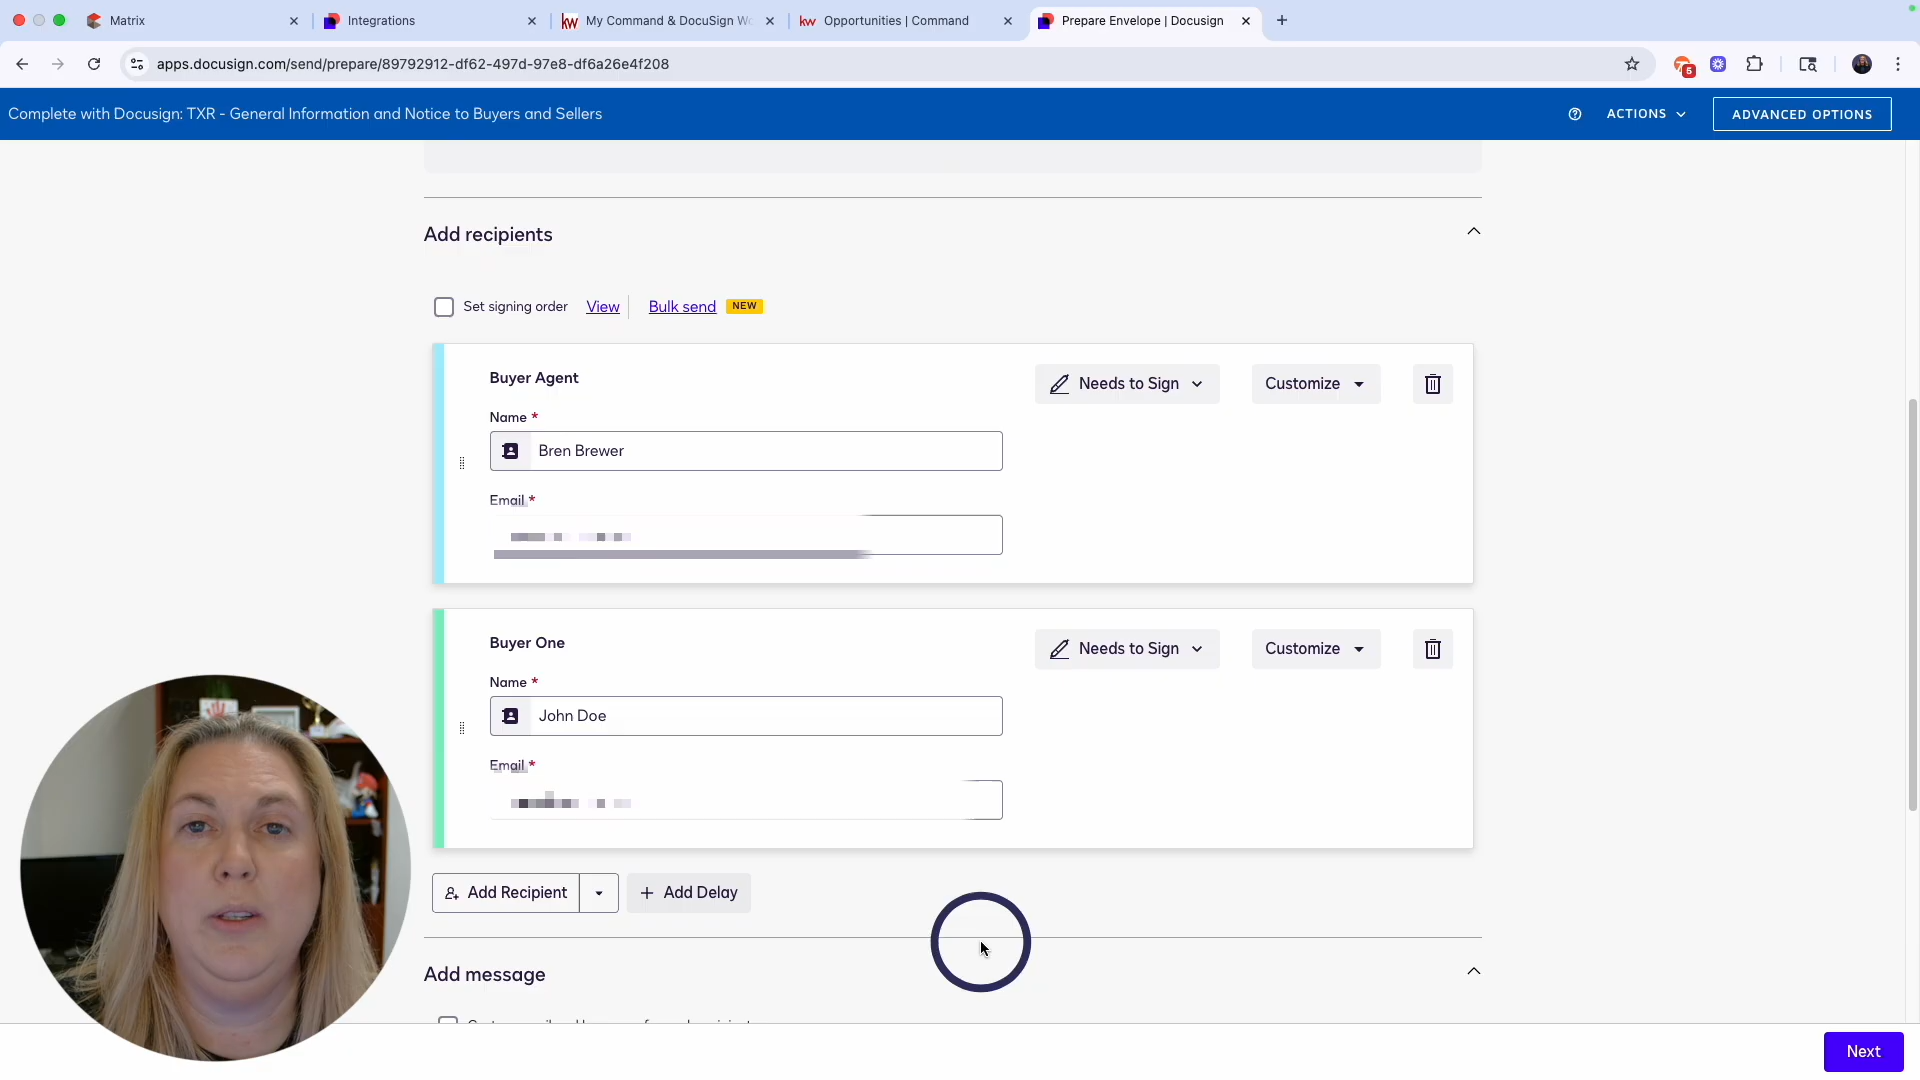 Matrix
Integrations
My Command & DocuSign Wo
Opportunities | Command
Prepare Envelope | Docusign
apps.docusign.com/send/prepare/89792912-df62-497d-97e8-df6a26e4f208
5
Complete with Docusign: TXR - General Information and Notice to Buyers and Sellers
ACTIONS
ADVANCED OPTIONS
Add recipients
Set signing order
View
Bulk send
NEW
Buyer Agent
Needs to Sign
Customize
Name *
Bren Brewer
Email *
Buyer One
Needs to Sign
Customize
Name *
John Doe
Email *
Add Recipient
+ Add Delay
Add message
Next